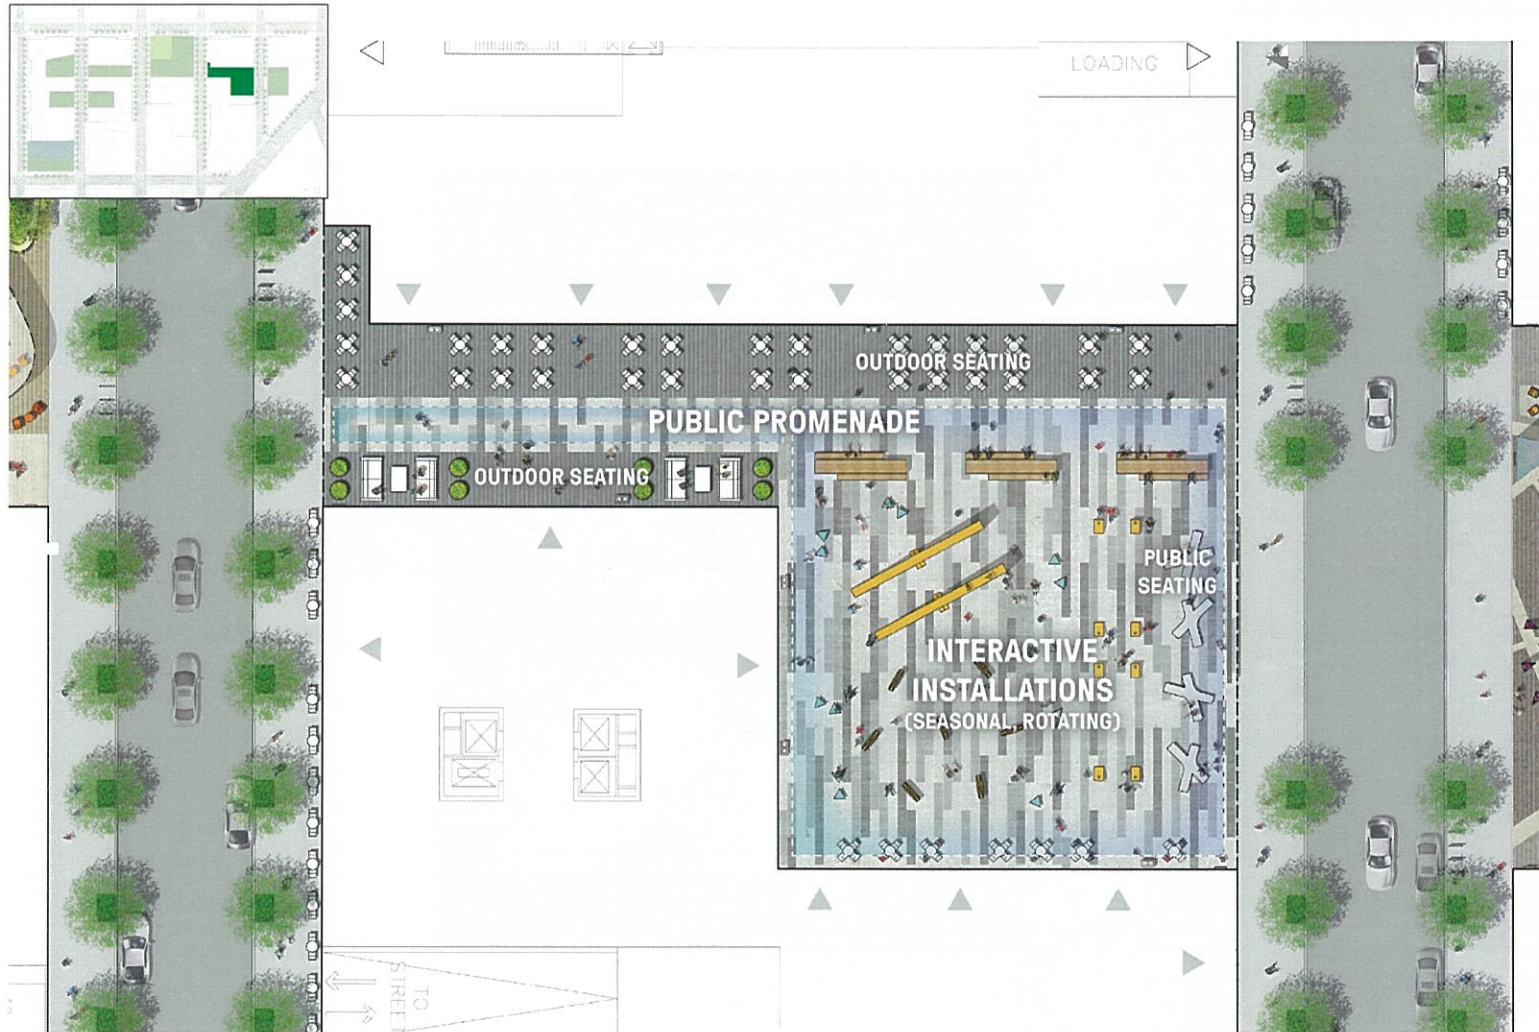 LOADING
OUTDOOR SEATING
PUBLIC PROMENADE
OUTDOOR SEATING
PUBLIC
SEATING
INTERACTIVE
INSTALLATIONS
(SEASONAL, ROTATING)
TO
STREET